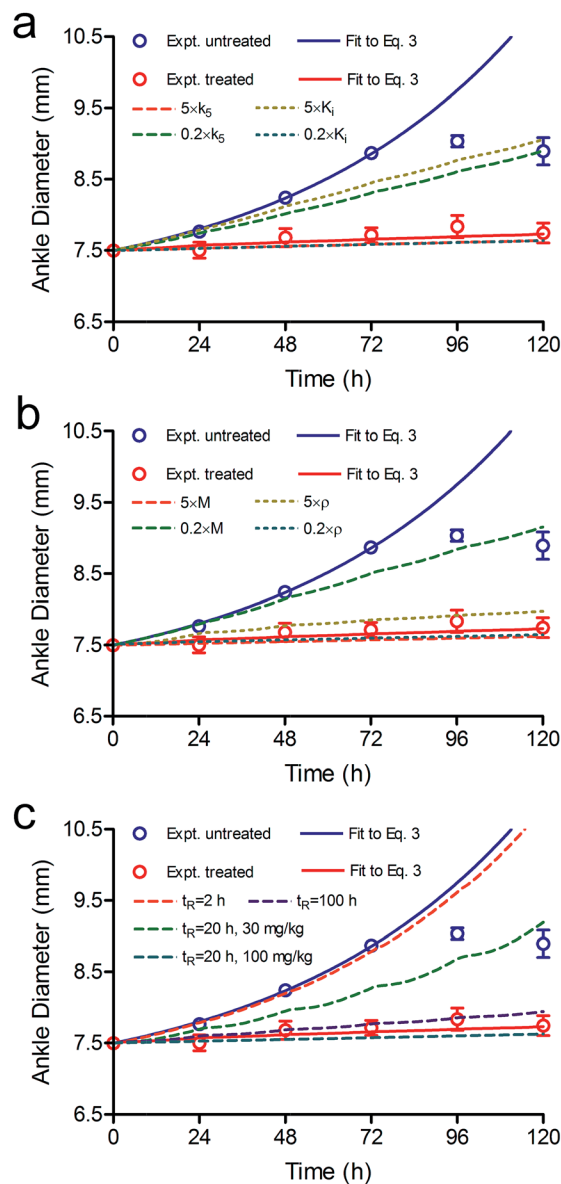 a
10.5
Expt. untreated Fit to Eq. 3
Expt. treated Fit to Eq. 3
5×k5 5×Ki
0.2×k5 0.2×Ki
9.5
8.5
7.5
6.5
Ankle Diameter (mm)
0 24 48 72 96 120
Time (h)
b
10.5
Expt. untreated Fit to Eq. 3
Expt. treated Fit to Eq. 3
5×M 5×ρ
0.2×M 0.2×ρ
9.5
8.5
7.5
6.5
Ankle Diameter (mm)
0 24 48 72 96 120
Time (h)
c
10.5
Expt. untreated Fit to Eq. 3
Expt. treated Fit to Eq. 3
tR=2 h tR=100 h
tR=20 h, 30 mg/kg
tR=20 h, 100 mg/kg
9.5
8.5
7.5
6.5
Ankle Diameter (mm)
0 24 48 72 96 120
Time (h)